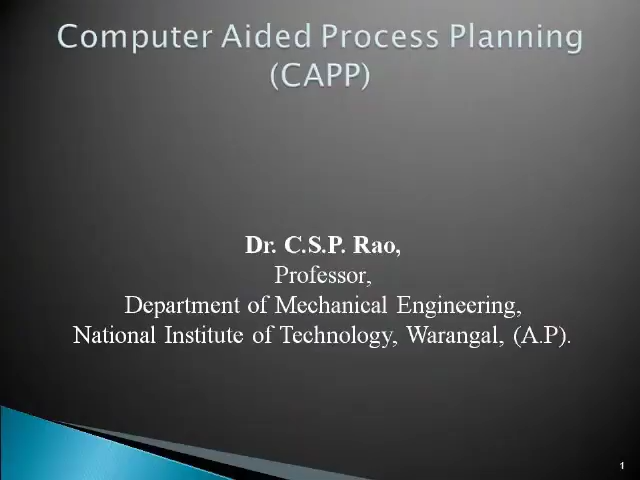 Computer Aided Process Planning
(CAPP)
Dr. C.S.P. Rao,
Professor,
Department of Mechanical Engineering,
National Institute of Technology, Warangal, (A.P).
1